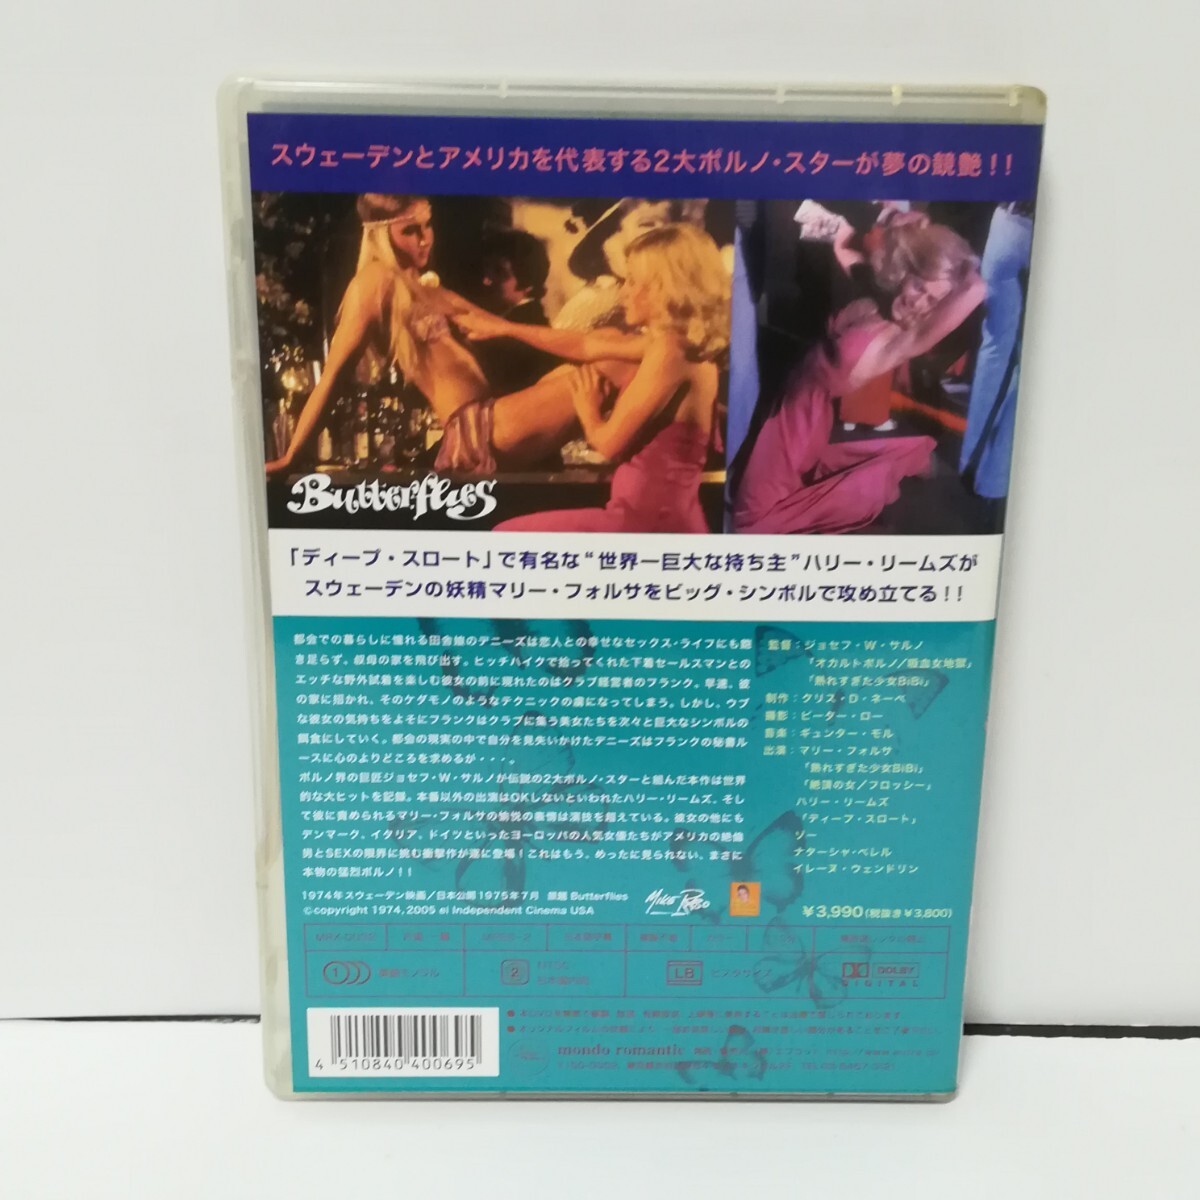 スウェーデンとアメリカを代表する2大ポルノ・スターが夢の競艶!!
Butterflies
「ディープ・スロート」で有名な“世界一巨大な持ち主”ハリー・リームズが
スウェーデンの妖精マリー・フォルサをビッグ・シンボルで攻め立てる!!
都会での暮らしに憧れる田舎娘のデニーズは恋人との幸せなセックス・ライフにも飽
き足らず。叔母の家を飛び出す。ヒッチハイクで拾ってくれた下着セールスマンとの
エッチな野外試着を楽しむ彼女の前に現れたのはクラブ経営者のフランク。早速、彼
の家に招かれ、そのケダモノのようなテクニックの虜になってしまう。しかし、ウブ
な彼女の気持ちをよそにフランクはクラブに集う美女たちを次々と巨大なシンボルの
餌食にしていく。都会の現実の中で自分を見失いかけたデニーズはフランクの秘書ル
ースに心のよりどころを求めるが・・・。
ポルノ界の巨匠ジョセフ・W・サルノが伝説の2大ポルノ・スターと組んだ本作は世界
的な大ヒットを記録。本番以外の出演はOKしないといわれたハリー・リームズ。そし
て彼に責められるマリー・フォルサの愉悦の表情は演技を超えている。彼女の他にも
デンマーク、イタリア、ドイツといったヨーロッパの人気女優たちがアメリカの絶倫
男とSEXの限界に挑む衝撃作が遂に登場!これはもう、めったに見られない、まさに
本物の猛烈ポルノ!!
監督：ジョセフ・W・サルノ
「オカルトポルノ/吸血女地獄」
「熟れすぎた少女BiBi」
制作：クリス・D・ネーベ
撮影：ピーター・ロー
音楽：ギュンター・モル
出演：マリー・フォルサ
「熟れすぎた少女BiBi」
「絶頂の女/フロッシー」
ハリー・リームズ
「ディープ・スロート」
ソー
ナターシャ・ベレル
イレーヌ・ウェンドリン
1974年スウェーデン映画/日本公開1975年7月 原題 Butterflies
©copyright 1974, 2005 el Independent Cinema USA
¥3,990(税抜き¥3,800)
1
2
LB
ビスタサイズ
DOLBY
DIGITAL
mondo romantic
4 510840 400695